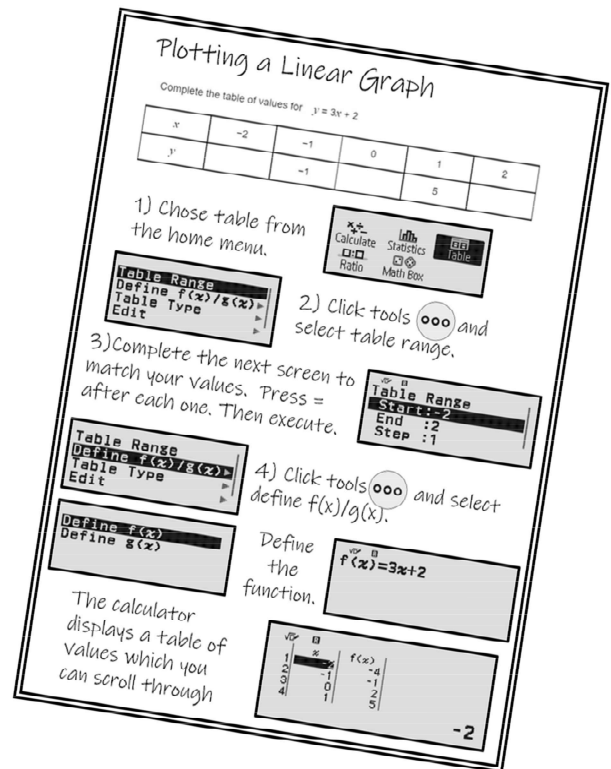 Plotting a Linear Graph
Complete the table of values for y = 3x + 2
x -2 -1 0 1 2
y -1 5
1) Chose table from
the home menu.
Calculate Statistics Table
Ratio Math Box
Table Range
Define f(x)/g(x)
Table Type
Edit
2) Click tools ooo and
select table range.
3)Complete the next screen to
match your values. Press =
after each one. Then execute.
Table Range
Start:-2
End :2
Step :1
Table Range
Define f(x)/g(x)
Table Type
Edit
4) Click tools ooo and select
define f(x)/g(x).
Define f(x)
Define g(x)
Define
the
function.
f(x)=3x+2
The calculator
displays a table of
values which you
can scroll through
x f(x)
1 -2 -4
2 -1 -1
3 0 2
4 1 5
-2